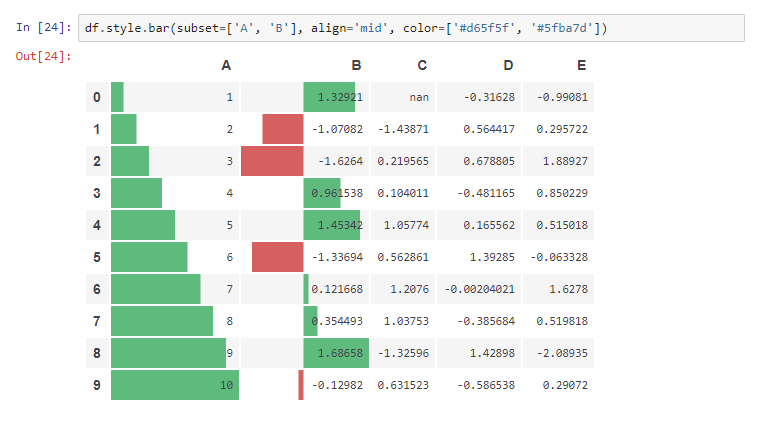 In [24]: df.style.bar(subset=['A', 'B'], align='mid', color=['#d65f5f', '#5fba7d'])
Out[24]:
A B C D E
0 1 1.32921 nan -0.31628 -0.99081
1 2 -1.07082 -1.43871 0.564417 0.295722
2 3 -1.6264 0.219565 0.678805 1.88927
3 4 0.961538 0.104011 -0.481165 0.850229
4 5 1.45342 1.05774 0.165562 0.515018
5 6 -1.33694 0.562861 1.39285 -0.063328
6 7 0.121668 1.2076 -0.00204021 1.6278
7 8 0.354493 1.03753 -0.385684 0.519818
8 9 1.68658 -1.32596 1.42898 -2.08935
9 10 -0.12982 0.631523 -0.586538 0.29072